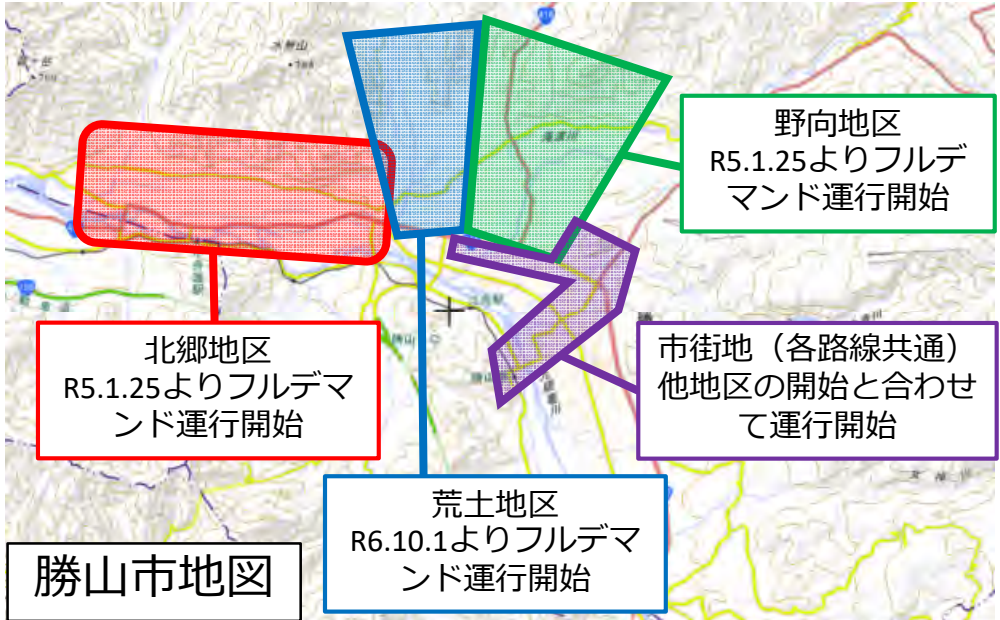 野向地区
R5.1.25よりフルデ
マンド運行開始
北郷地区
R5.1.25よりフルデマ
ンド運行開始
市街地（各路線共通）
他地区の開始と合わせ
て運行開始
荒土地区
R6.10.1よりフルデマ
ンド運行開始
勝山市地図